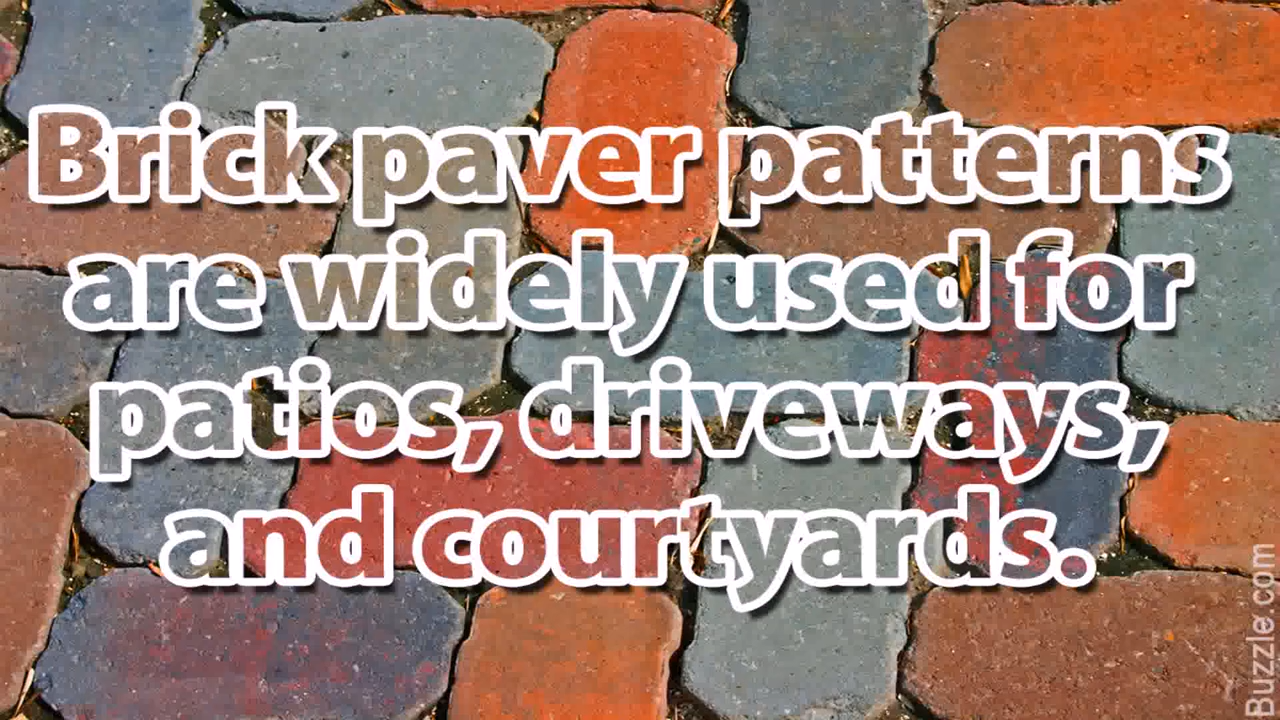 Brick paver patterns
are widely used for
patios, driveways,
and courtyards.
Buzzle.com